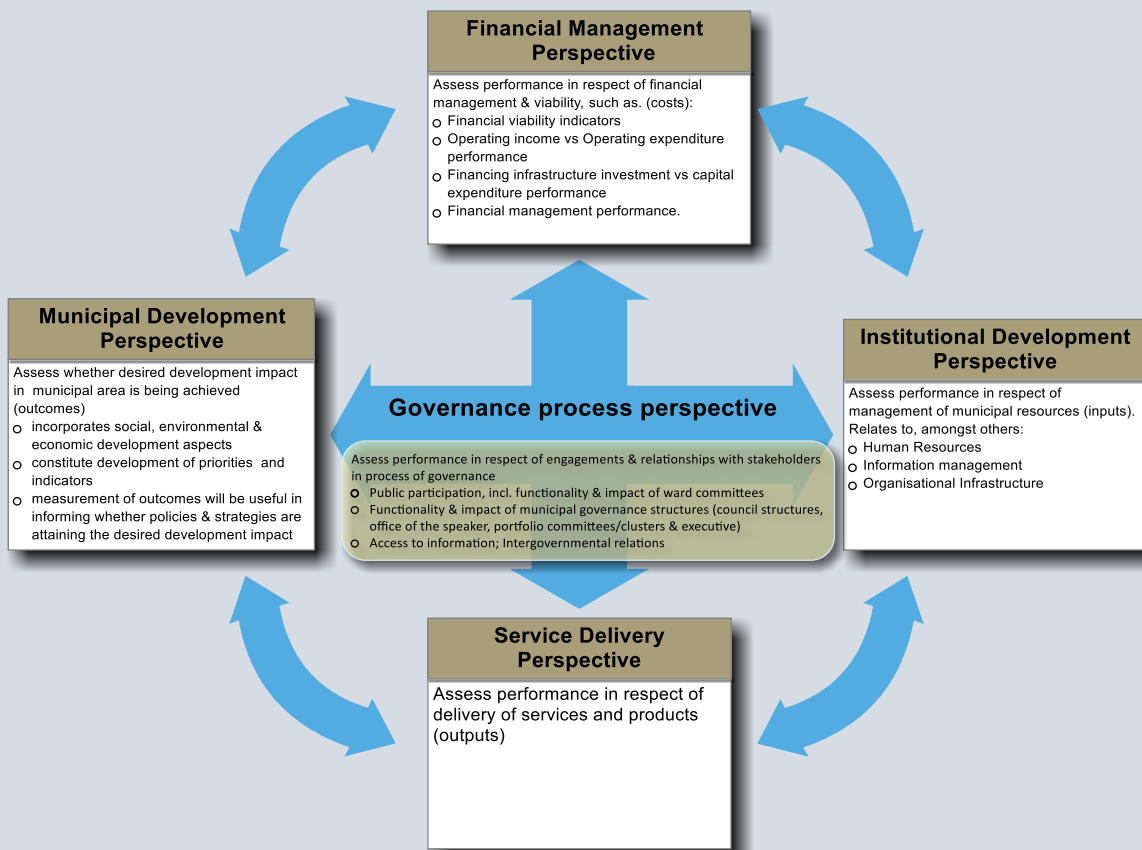 Financial Management
Perspective
Assess performance in respect of financial
management & viability, such as. (costs):
Financial viability indicators
Operating income vs Operating expenditure
performance
Financing infrastructure investment vs capital
expenditure performance
Financial management performance.
Municipal Development
Perspective
Assess whether desired development impact
in municipal area is being achieved
(outcomes)
incorporates social, environmental &
economic development aspects
constitute development of priorities and
indicators
measurement of outcomes will be useful in
informing whether policies & strategies are
attaining the desired development impact
Governance process perspective
Assess performance in respect of engagements & relationships with stakeholders
in process of governance
Public participation, incl. functionality & impact of ward committees
Functionality & impact of municipal governance structures (council structures,
office of the speaker, portfolio committees/clusters & executive)
Access to information; Intergovernmental relations
Institutional Development
Perspective
Assess performance in respect of
management of municipal resources (inputs).
Relates to, amongst others:
Human Resources
Information management
Organisational Infrastructure
Service Delivery
Perspective
Assess performance in respect of
delivery of services and products
(outputs)